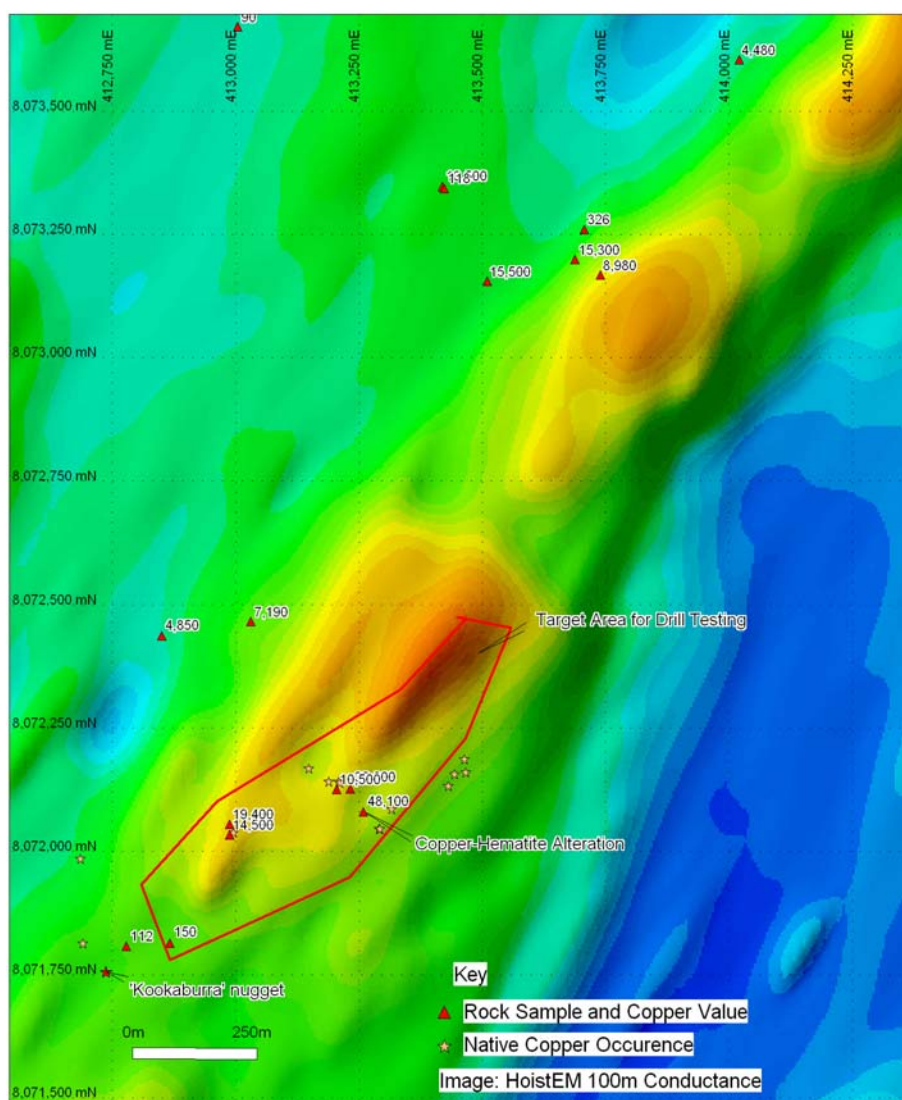 90
412,750 mE
413,000 mE
413,250 mE
413,500 mE
413,750 mE
414,000 mE
414,250 mE
4,480
8,073,500 mN
118
8,073,250 mN
326
15,300
8,980
15,500
8,073,000 mN
8,072,750 mN
8,072,500 mN
7,190
4,850
Target Area for Drill Testing
8,072,250 mN
10,500
48,100
19,400
14,500
Copper-Hematite Alteration
8,072,000 mN
112
150
8,071,750 mN
'Kookaburra' nugget
Key
0m 250m
Rock Sample and Copper Value
Native Copper Occurence
Image: HoistEM 100m Conductance
8,071,500 mN